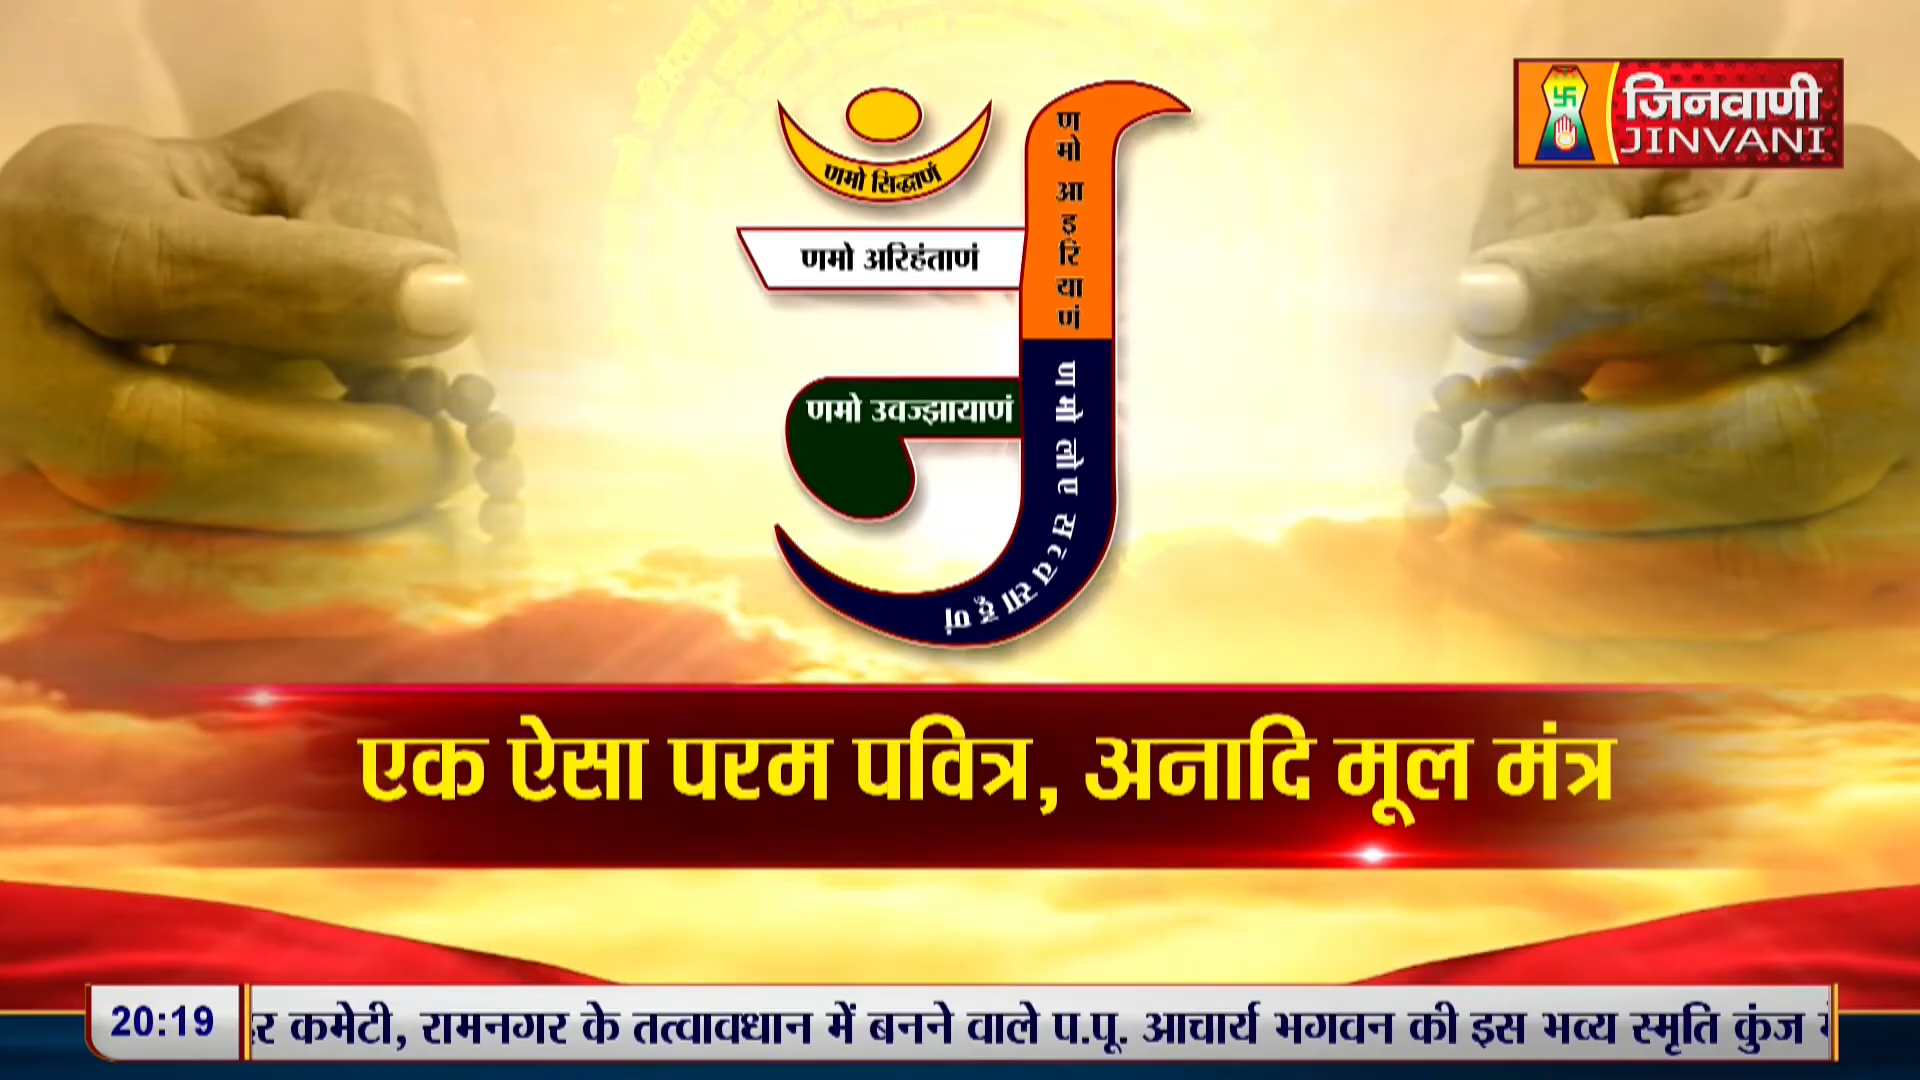 जिनवाणी
JINVANI
णमो सिद्धाणं
णमो अरिहंताणं
णमो आइरियाणं
णमो उवज्झायाणं
णमो लोए सव्व साहूणं
एक ऐसा परम पवित्र, अनादि मूल मंत्र
20:19
कमेटी, रामनगर के तत्वावधान में बनने वाले प.पू. आचार्य भगवन की इस भव्य स्मृति कुंज